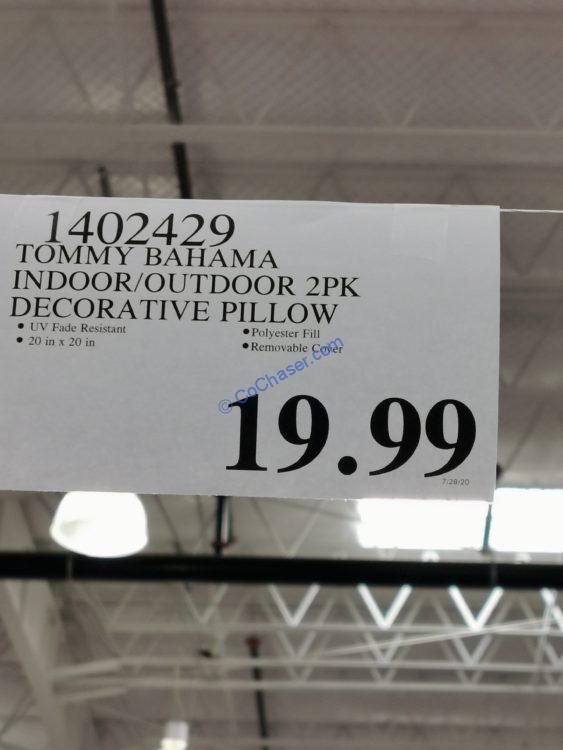 1402429
TOMMY BAHAMA
INDOOR/OUTDOOR 2PK
DECORATIVE PILLOW
• UV Fade Resistant
• 20 in x 20 in
• Polyester Fill
• Removable Cover
© CoChaser.com
19.99
7/28/20